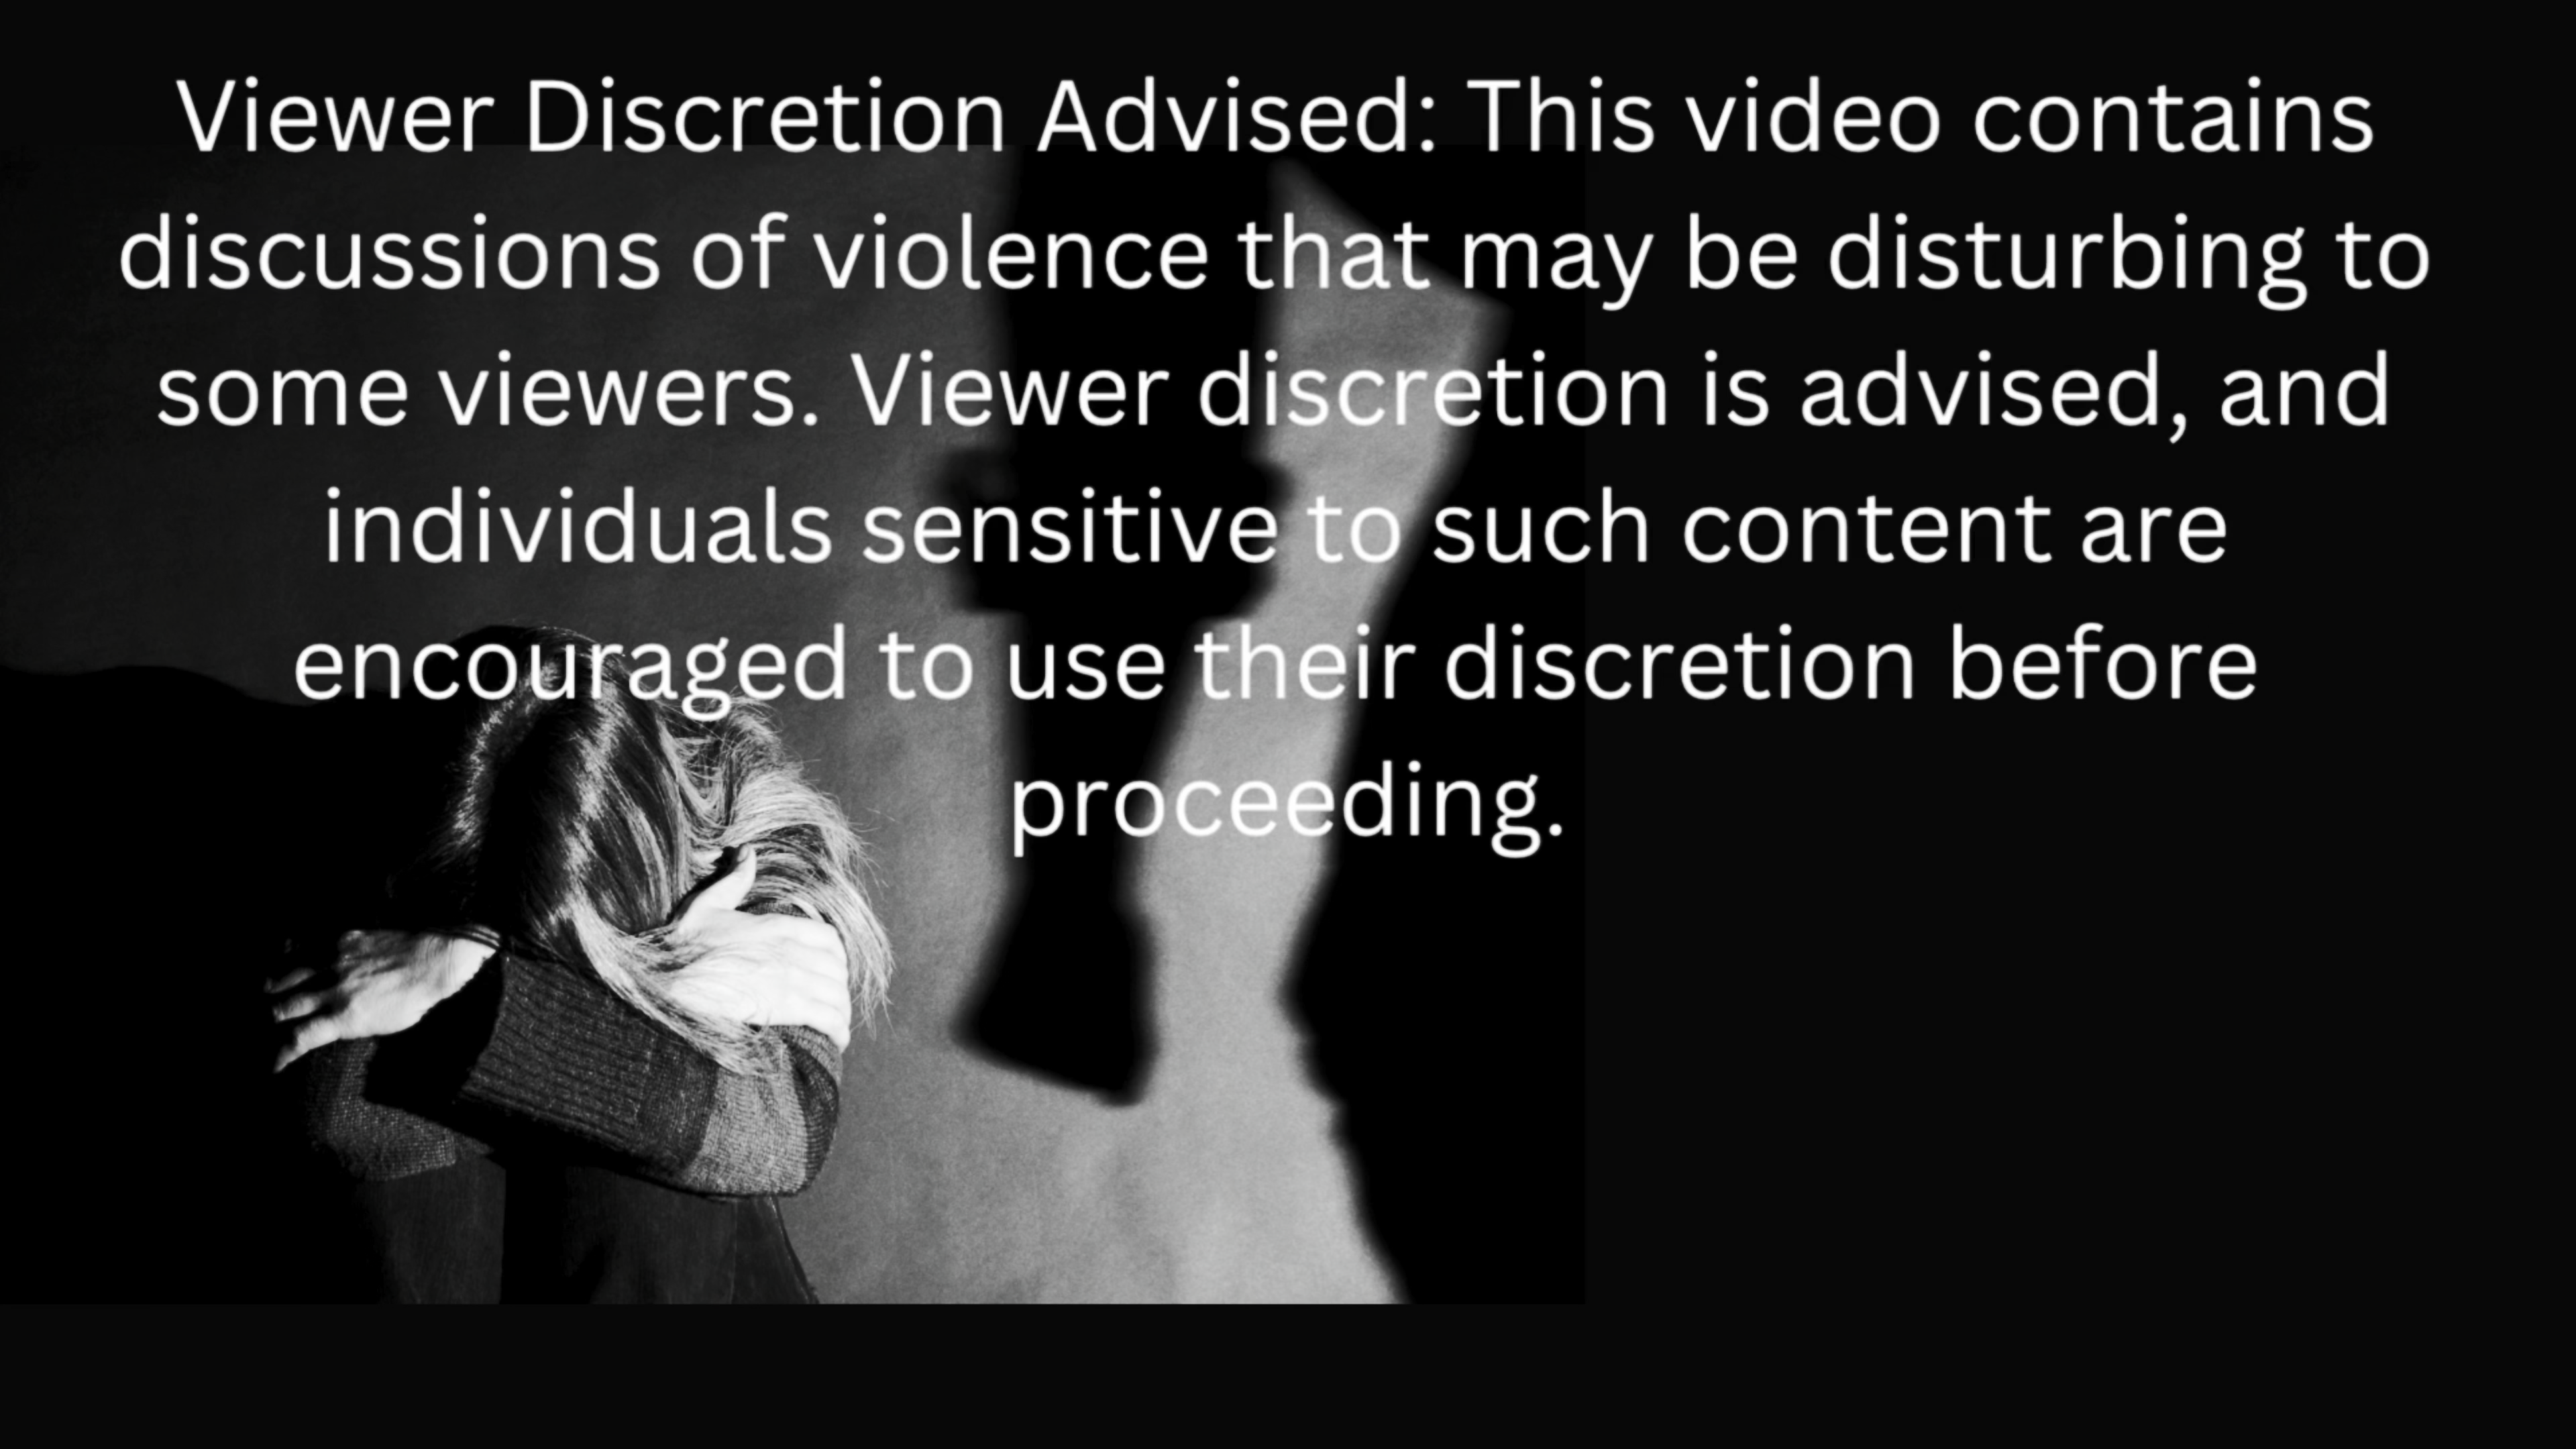 Viewer Discretion Advised: This video contains
discussions of violence that may be disturbing to
some viewers. Viewer discretion is advised, and
individuals sensitive to such content are
encouraged to use their discretion before
proceeding.